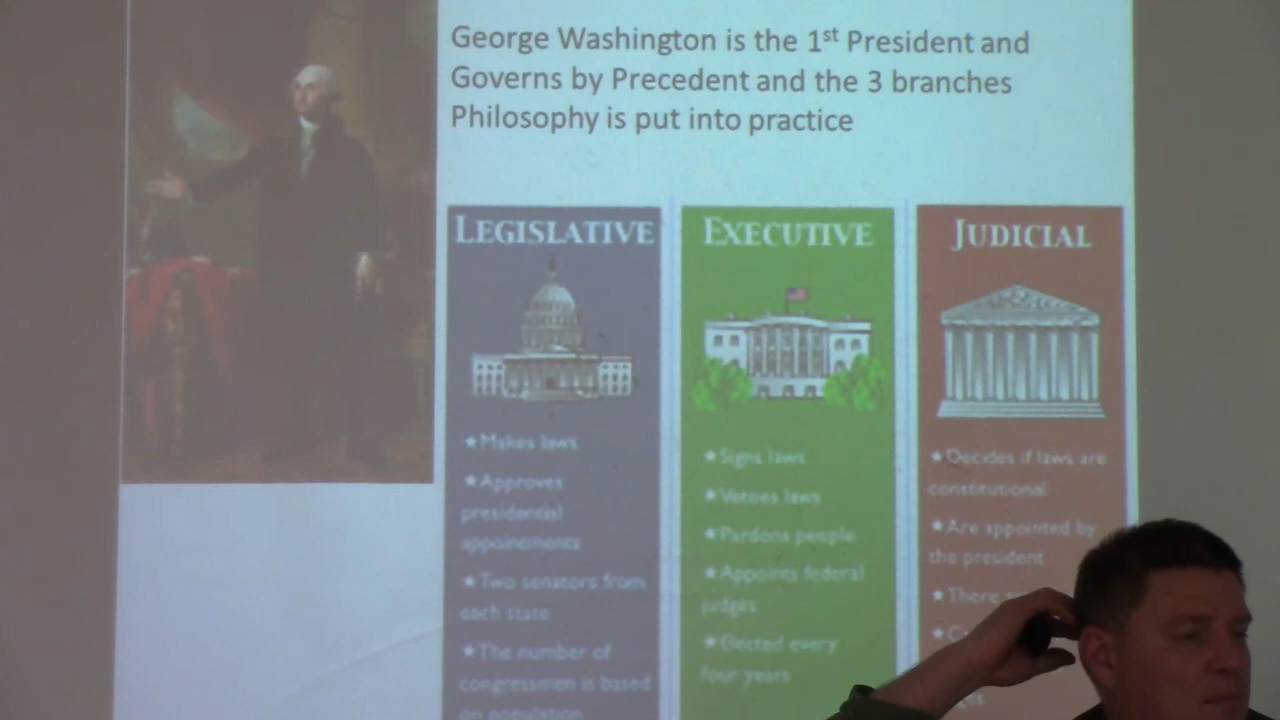 George Washington is the 1st President and
Governs by Precedent and the 3 branches
Philosophy is put into practice
LEGISLATIVE
★Makes laws
★Approves
presidential
appointments
★Two senators from
each state
★The number of
congressmen is based
on population
EXECUTIVE
★Signs laws
★Vetoes laws
★Pardons people
★Appoints federal
judges
★Elected every
four years
JUDICIAL
★Decides if laws are
constitutional
★Are appointed by
the president
★There